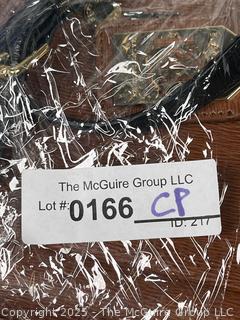 The McGuire Group LLC
Lot #: 0166 CP
ID: 217
Copyright 2025 - The McGuire Group LLC